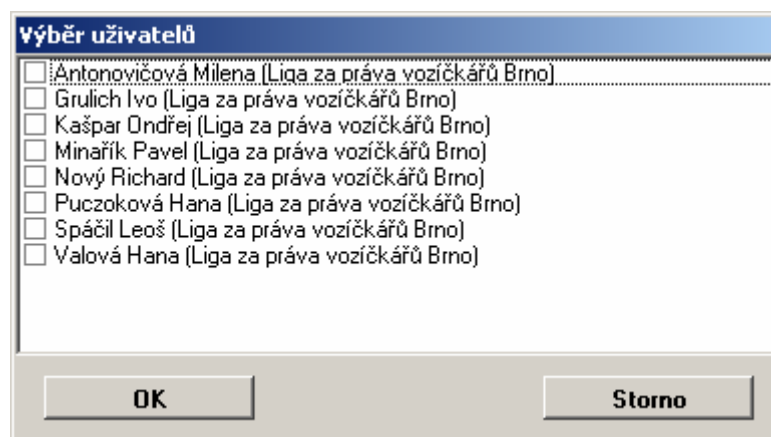 Výběr uživatelů
Antonovičová Milena (Liga za práva vozíčkářů Brno)
Grulich Ivo (Liga za práva vozíčkářů Brno)
Kašpar Ondřej (Liga za práva vozíčkářů Brno)
Minařík Pavel (Liga za práva vozíčkářů Brno)
Nový Richard (Liga za práva vozíčkářů Brno)
Puczoková Hana (Liga za práva vozíčkářů Brno)
Spáčil Leoš (Liga za práva vozíčkářů Brno)
Valová Hana (Liga za práva vozíčkářů Brno)
OK Storno